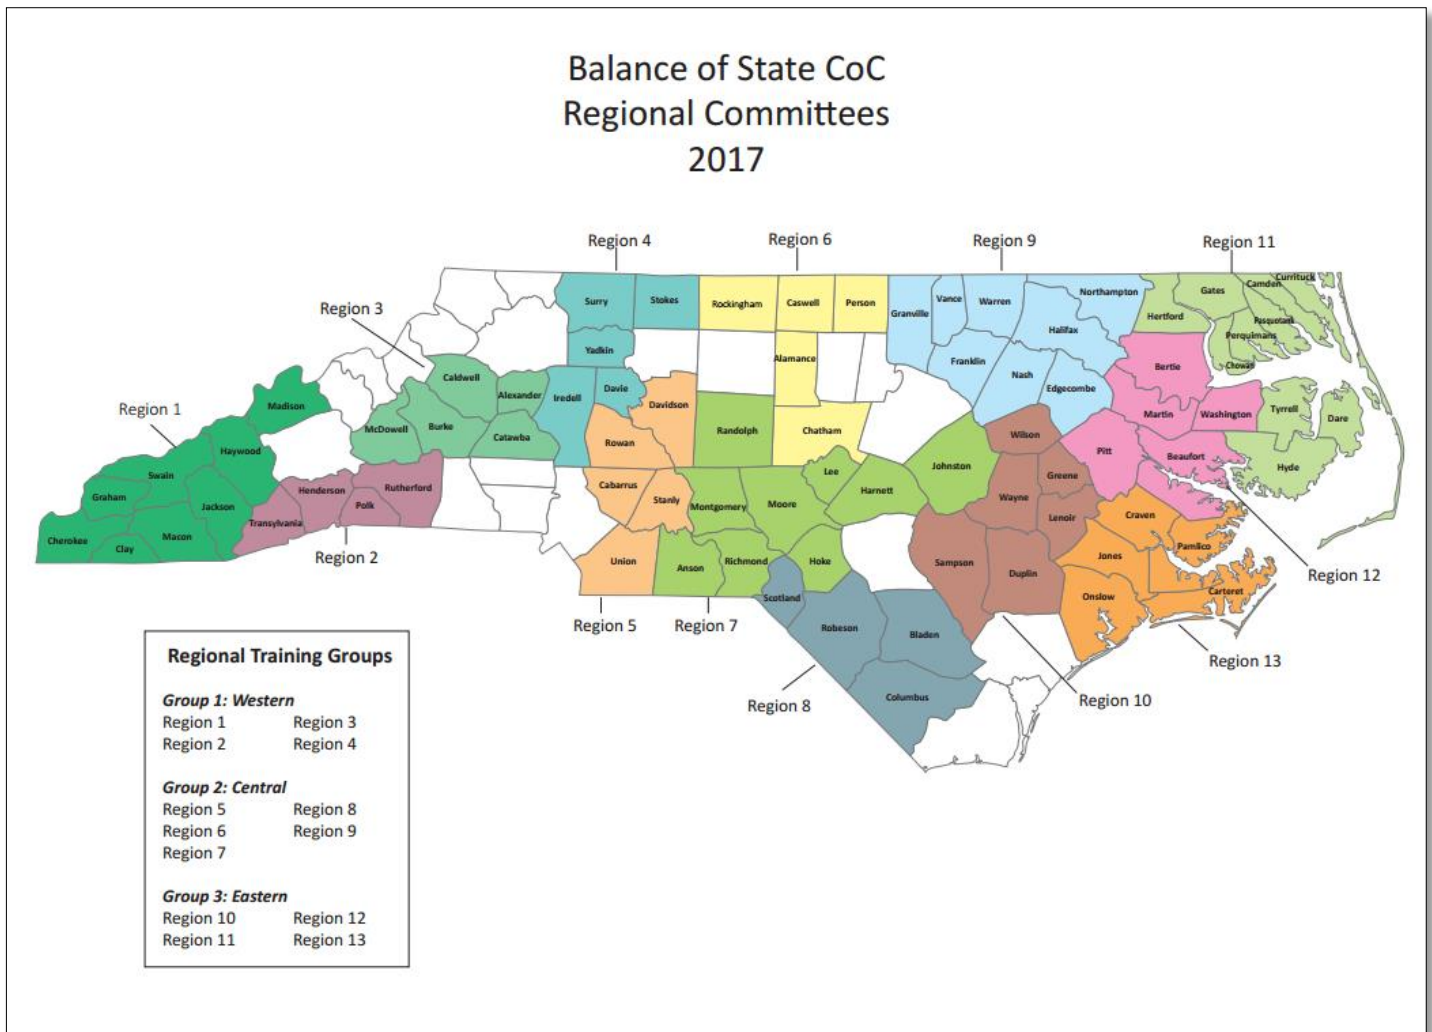 Balance of State CoC
Regional Committees
2017
Region 4
Region 6
Region 9
Region 11
Region 3
Region 1
Region 2
Region 5
Region 7
Region 8
Region 10
Region 12
Region 13
Surry
Stokes
Rockingham
Caswell
Person
Granville
Vance
Warren
Northampton
Halifax
Hertford
Gates
Camden
Currituck
Pasquotank
Perquimans
Chowan
Yadkin
Alamance
Franklin
Nash
Edgecombe
Bertie
Martin
Washington
Tyrrell
Dare
Hyde
Madison
Caldwell
Alexander
Iredell
Davie
Davidson
McDowell
Burke
Catawba
Rowan
Randolph
Chatham
Haywood
Swain
Graham
Jackson
Cherokee
Clay
Macon
Transylvania
Henderson
Polk
Rutherford
Cabarrus
Stanly
Union
Montgomery
Moore
Lee
Harnett
Johnston
Anson
Richmond
Hoke
Scotland
Robeson
Bladen
Columbus
Wilson
Wayne
Greene
Lenoir
Sampson
Duplin
Pitt
Beaufort
Craven
Pamlico
Jones
Onslow
Carteret
Regional Training Groups
Group 1: Western
Region 1 Region 3
Region 2 Region 4
Group 2: Central
Region 5 Region 8
Region 6 Region 9
Region 7
Group 3: Eastern
Region 10 Region 12
Region 11 Region 13